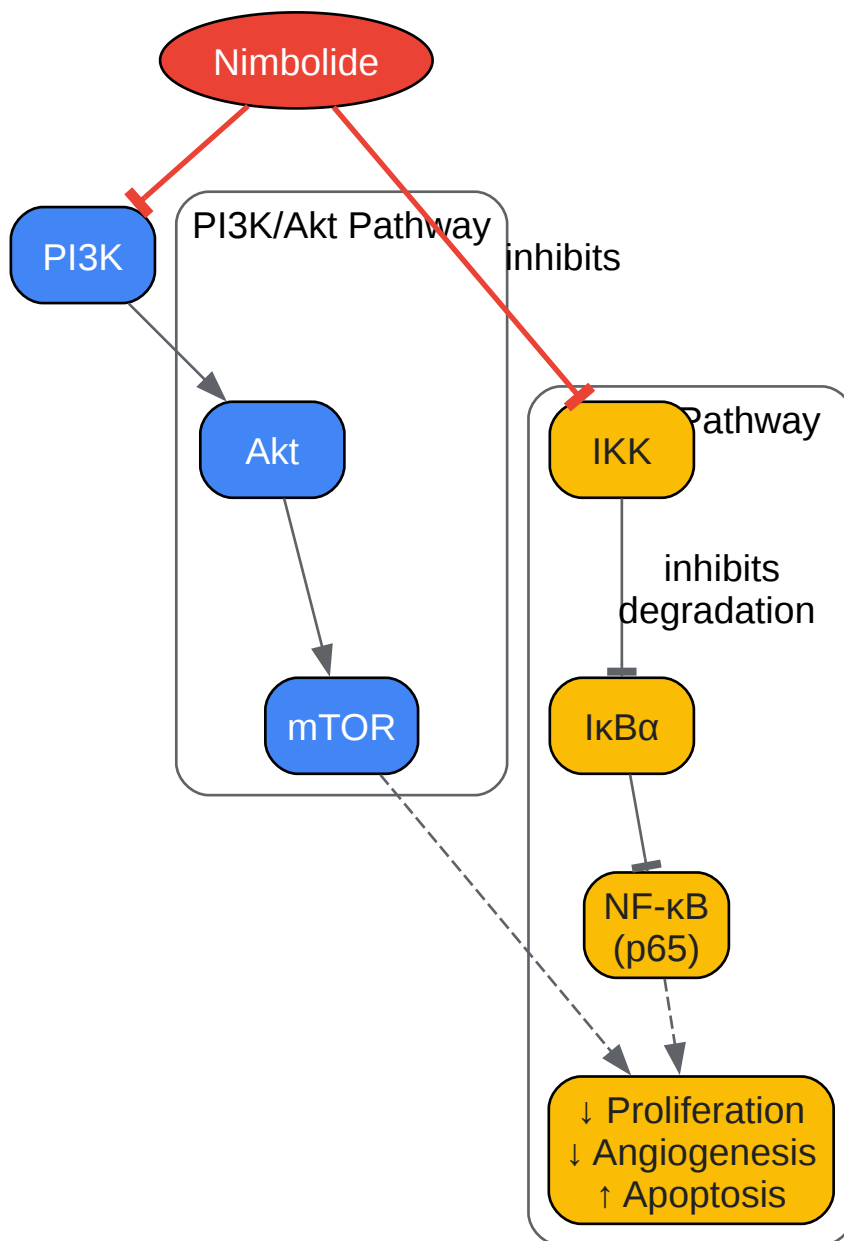 Nimbolide
PI3K/Akt Pathway
PI3K
inhibits
Pathway
Akt
IKK
inhibits
degradation
mTOR
IκBα
NF-κB
(p65)
↓ Proliferation
↓ Angiogenesis
↑ Apoptosis